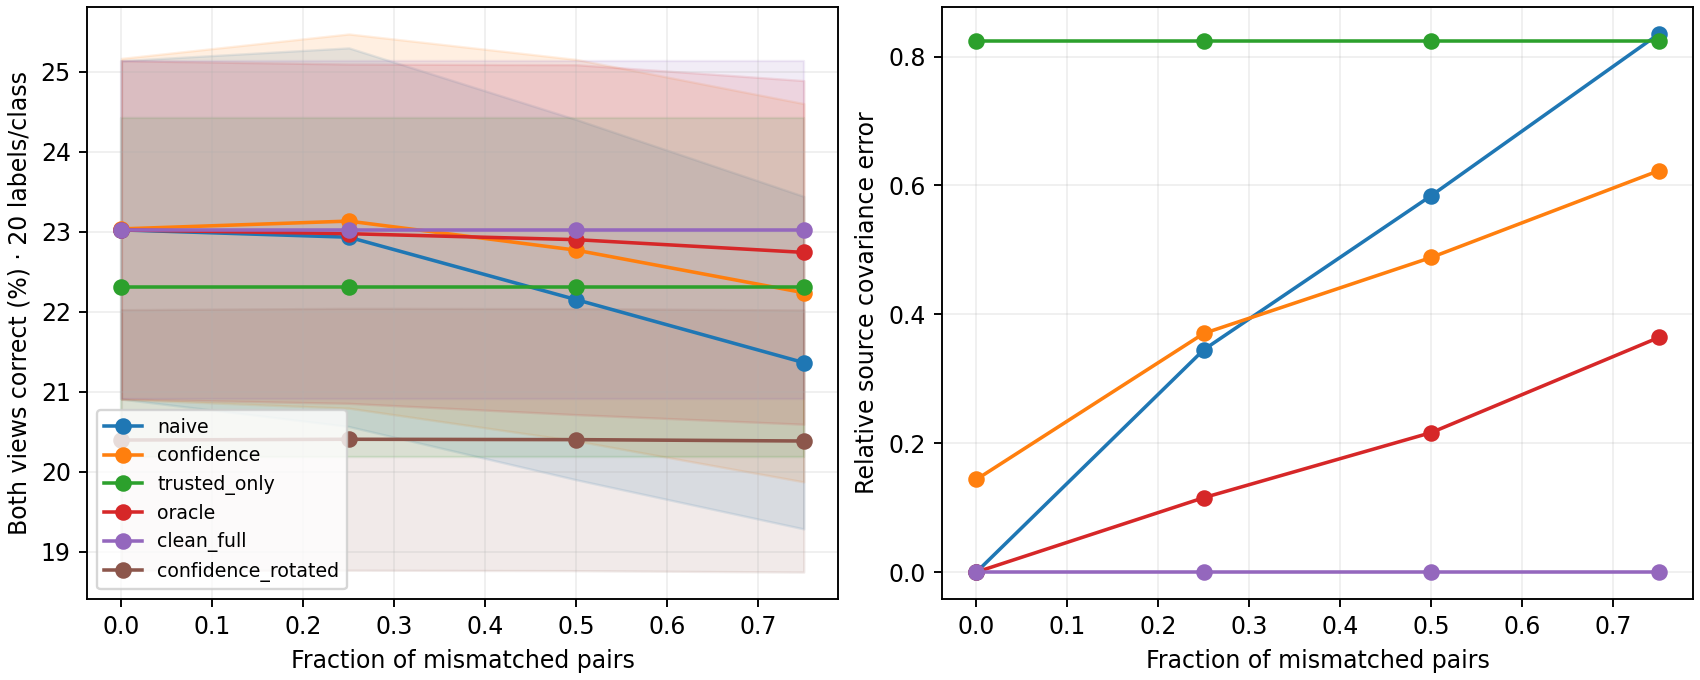 Both views correct (%) · 20 labels/class
25
24
23
22
21
20
19
naive
confidence
trusted_only
oracle
clean_full
confidence_rotated
0.0 0.1 0.2 0.3 0.4 0.5 0.6 0.7
Fraction of mismatched pairs
Relative source covariance error
0.8
0.6
0.4
0.2
0.0
0.0 0.1 0.2 0.3 0.4 0.5 0.6 0.7
Fraction of mismatched pairs